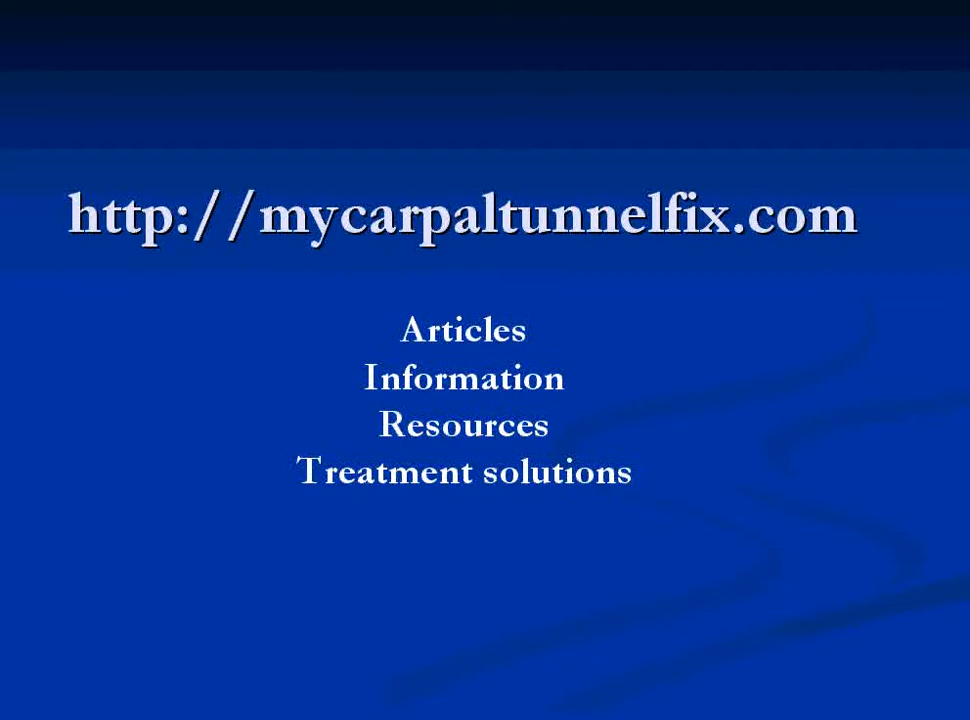 http://mycarpaltunnelfix.com
Articles
Information
Resources
Treatment solutions